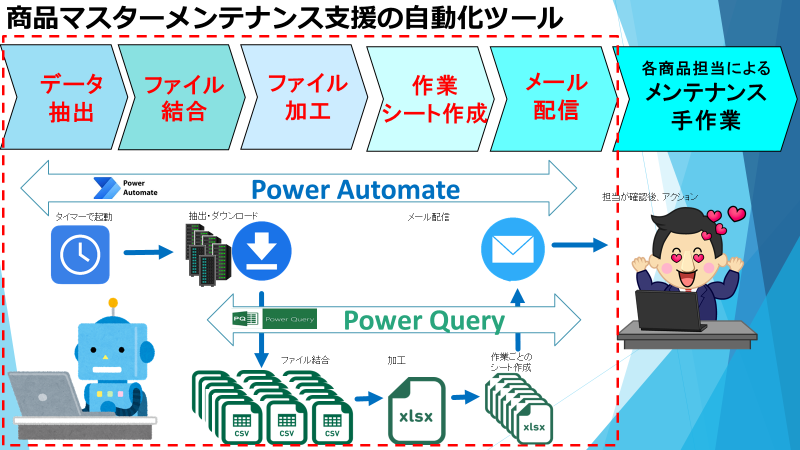 商品マスターメンテナンス支援の自動化ツール
データ
抽出
ファイル
結合
ファイル
加工
作業
シート作成
メール
配信
各商品担当による
メンテナンス
手作業
Power
Automate
Power Automate
担当が確認後、アクション
タイマーで起動
抽出・ダウンロード
メール配信
PQ
Power Query
Power Query
ファイル結合
加工
作業ごとの
シート作成
CSV
CSV
CSV
xlsx
xlsx